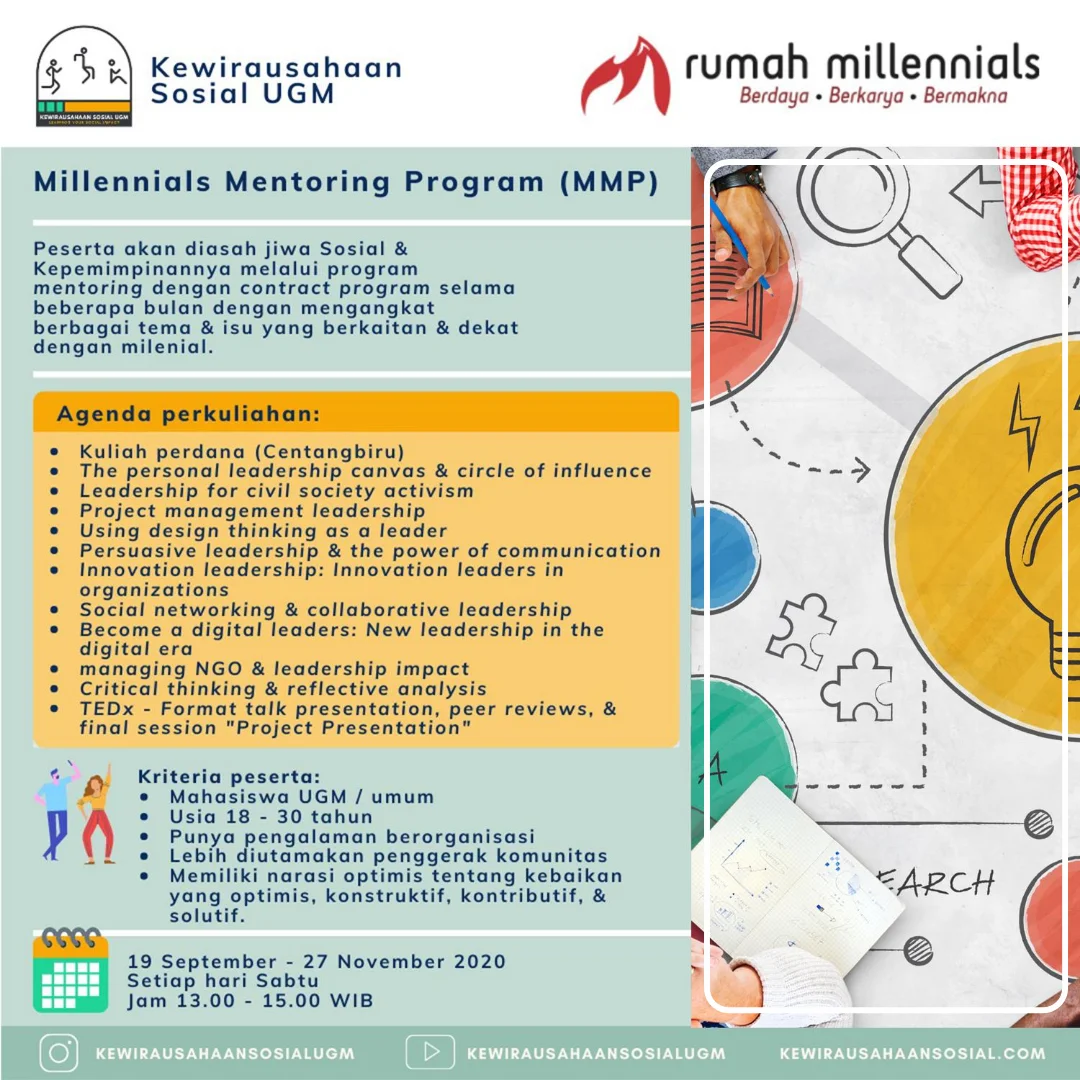 KEWIRAUSAHAAN SOSIAL UGM
Kewirausahaan
Sosial UGM
rumah millennials
Berdaya • Berkarya • Bermakna
Millennials Mentoring Program (MMP)
Peserta akan diasah jiwa Sosial &
Kepemimpinannya melalui program
mentoring dengan contract program selama
beberapa bulan dengan mengangkat
berbagai tema & isu yang berkaitan & dekat
dengan milenial.
Agenda perkuliahan:
• Kuliah perdana (Centangbiru)
• The personal leadership canvas & circle of influence
• Leadership for civil society activism
• Project management leadership
• Using design thinking as a leader
• Persuasive leadership & the power of communication
• Innovation leadership: Innovation leaders in
organizations
• Social networking & collaborative leadership
• Become a digital leaders: New leadership in the
digital era
• managing NGO & leadership impact
• Critical thinking & reflective analysis
• TEDx - Format talk presentation, peer reviews, &
final session "Project Presentation"
Kriteria peserta:
• Mahasiswa UGM / umum
• Usia 18 - 30 tahun
• Punya pengalaman berorganisasi
• Lebih diutamakan penggerak komunitas
• Memiliki narasi optimis tentang kebaikan
yang optimis, konstruktif, kontributif, &
solutif.
19 September - 27 November 2020
Setiap hari Sabtu
Jam 13.00 - 15.00 WIB
A
EARCH
KEWIRAUSAHAANSOSIALUGM
KEWIRAUSAHAANSOSIALUGM
KEWIRAUSAHAANSOSIAL.COM